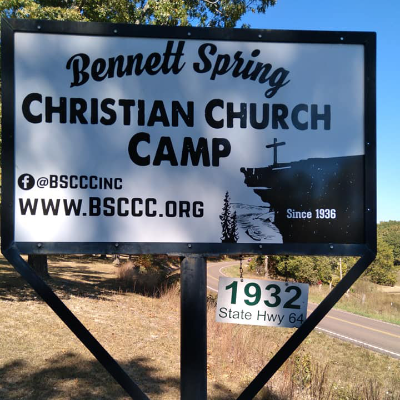 Bennett Spring
CHRISTIAN CHURCH
CAMP
@BSCCCINC
WWW.BSCCC.ORG
Since 1936
1932
State Hwy 64